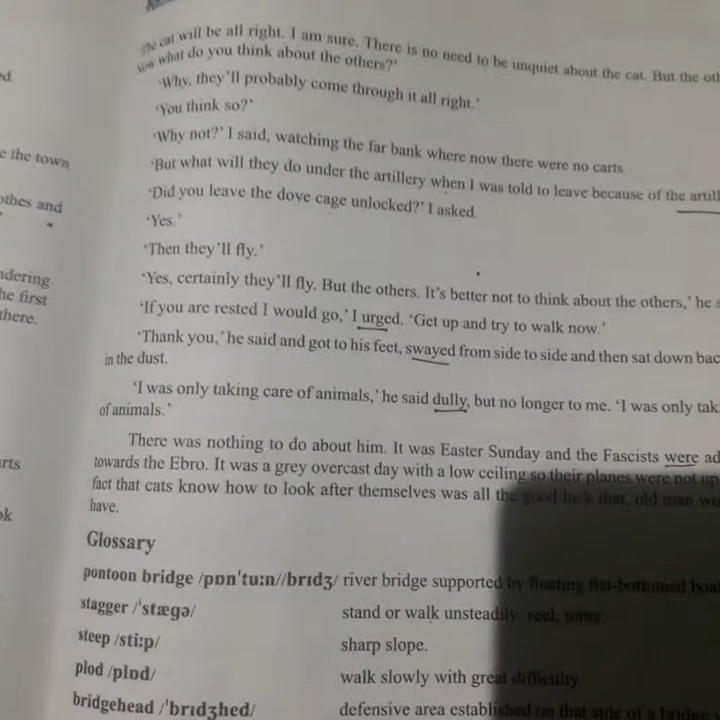 The cat will be all right. I am sure. There is no need to be unquiet about the cat. But the
Now what do you think about the others?'
'Why, they'll probably come through it all right.'
'You think so?'
'Why not?' I said, watching the far bank where now there were no carts
'But what will they do under the artillery when I was told to leave because of the
'Did you leave the dove cage unlocked?' I asked.
'Yes.'
'Then they'll fly.'
'Yes, certainly they'll fly. But the others. It's better not to think about the others,' he
'If you are rested I would go,' I urged. 'Get up and try to walk now.'
'Thank you,' he said and got to his feet, swayed from side to side and then sat down
in the dust.
'I was only taking care of animals,' he said dully, but no longer to me. 'I was only
of animals.'
There was nothing to do about him. It was Easter Sunday and the Fascists were
towards the Ebro. It was a grey overcast day with a low ceiling so their planes were not up
fact that cats know how to look after themselves was all the good luck that old man
have.
Glossary
pontoon bridge /pɒn'tu:n//brɪdʒ/ river bridge supported by floating flat-bottomed
stagger /'stægə/ stand or walk unsteadily, reel, totter
steep /sti:p/ sharp slope.
plod /plɒd/ walk slowly with great difficulty
bridgehead /'brɪdʒhed/ defensive area established on that side of a bridge
e the town
and
the first
there.